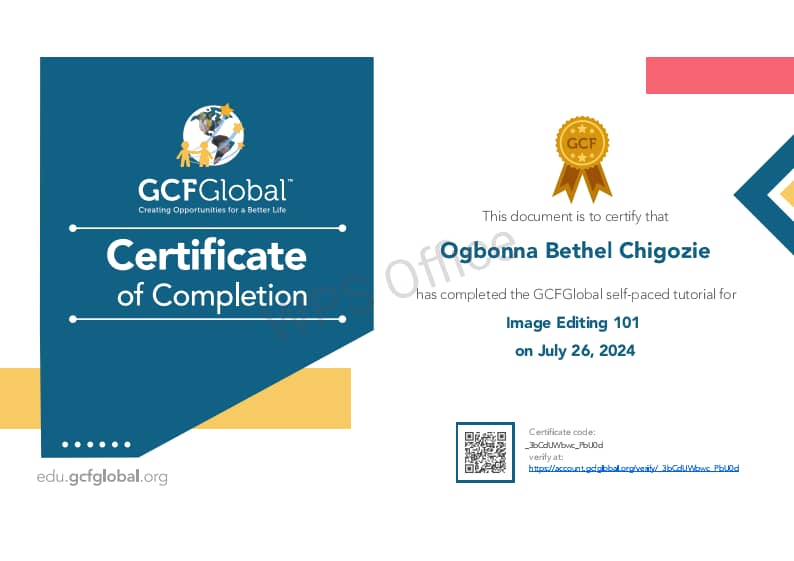 GCFGlobal™
Creating Opportunities for a Better Life
Certificate
of Completion
edu.gcfglobal.org
GCF
This document is to certify that
Ogbonna Bethel Chigozie
has completed the GCFGlobal self-paced tutorial for
Image Editing 101
on July 26, 2024
Certificate code:
_3bCdUWbwc_PbU0d
verify at:
https://account.gcfglobal.org/verify/_3bCdUWbwc_PbU0d
WPS Office